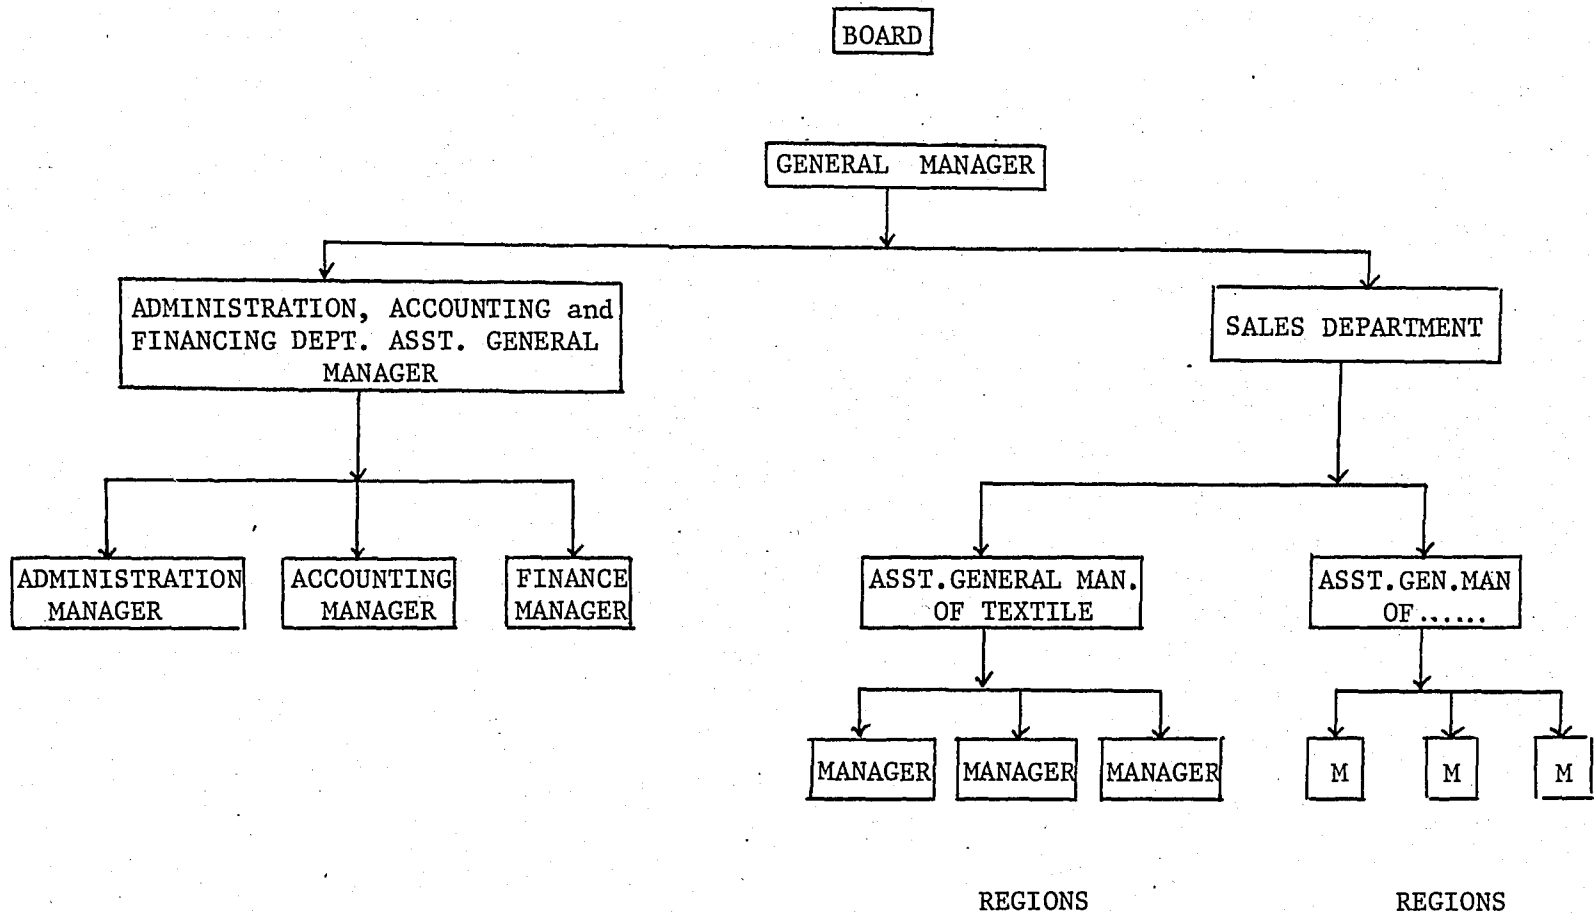 BOARD
GENERAL MANAGER
ADMINISTRATION, ACCOUNTING and
FINANCING DEPT. ASST. GENERAL
MANAGER
SALES DEPARTMENT
ADMINISTRATION
MANAGER
ACCOUNTING
MANAGER
FINANCE
MANAGER
ASST.GENERAL MAN.
OF TEXTILE
ASST.GEN.MAN
OF......
MANAGER
MANAGER
MANAGER
M
M
M
REGIONS
REGIONS